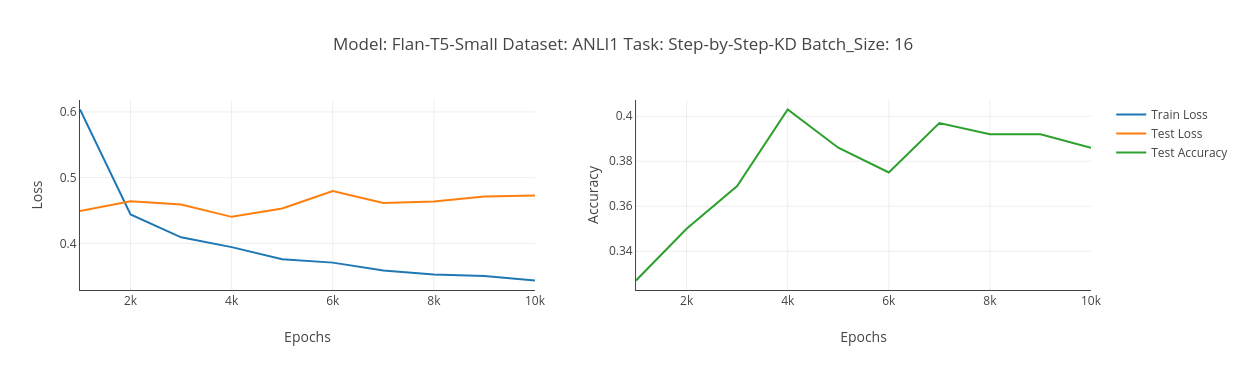 Model: Flan-T5-Small Dataset: ANLI1 Task: Step-by-Step-KD Batch_Size: 16
0.6
0.5
0.4
Loss
2k
4k
6k
8k
10k
Epochs
0.4
0.38
0.36
0.34
Accuracy
2k
4k
6k
8k
10k
Epochs
Train Loss
Test Loss
Test Accuracy